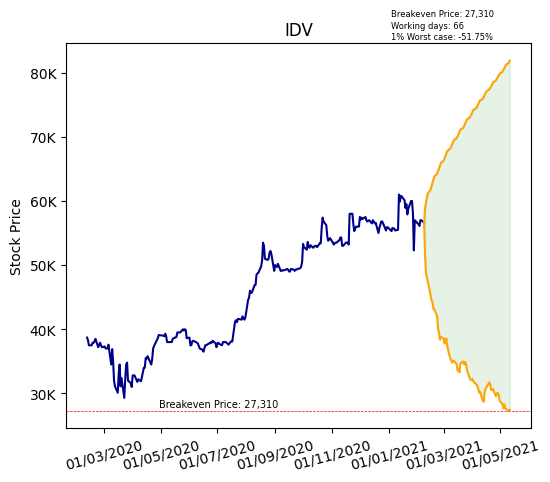 Breakeven Price: 27,310
Working days: 66
1% Worst case: -51.75%
IDV
Stock Price
80K
70K
60K
50K
40K
30K
Breakeven Price: 27,310
01/03/2020 01/05/2020 01/07/2020 01/09/2020 01/11/2020 01/01/2021 01/03/2021 01/05/2021